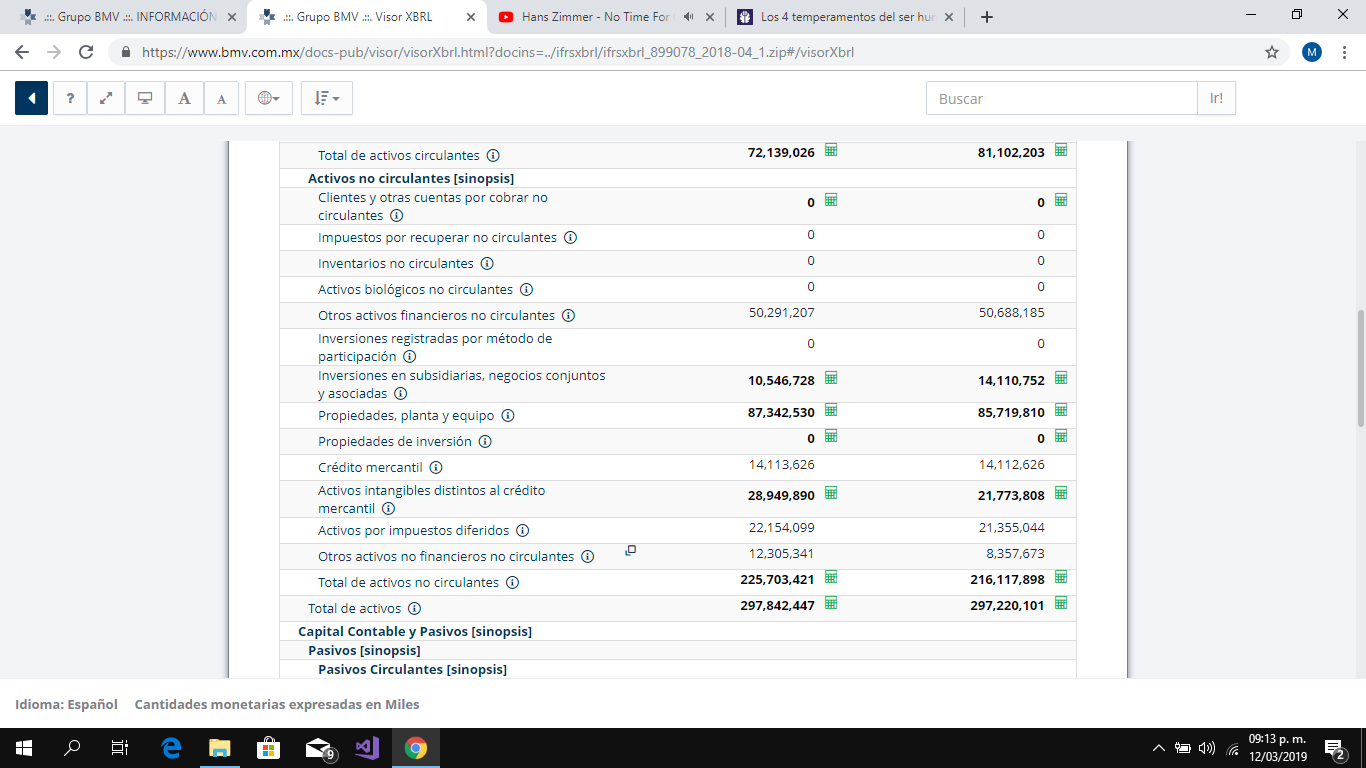 .::. Grupo BMV .::. INFORMACIÓN
.::. Grupo BMV .::. Visor XBRL
Hans Zimmer - No Time For
Los 4 temperamentos del ser hur
https://www.bmv.com.mx/docs-pub/visor/visorXbrl.html?docins=../ifrsxbrl/ifrsxbrl_899078_2018-04_1.zip#/visorXbrl
M
? A A Buscar Ir!
Total de activos circulantes 72,139,026 81,102,203
Activos no circulantes [sinopsis]
Clientes y otras cuentas por cobrar no
circulantes 0 0
Impuestos por recuperar no circulantes 0 0
Inventarios no circulantes 0 0
Activos biológicos no circulantes 0 0
Otros activos financieros no circulantes 50,291,207 50,688,185
Inversiones registradas por método de
participación 0 0
Inversiones en subsidiarias, negocios conjuntos
y asociadas 10,546,728 14,110,752
Propiedades, planta y equipo 87,342,530 85,719,810
Propiedades de inversión 0 0
Crédito mercantil 14,113,626 14,112,626
Activos intangibles distintos al crédito
mercantil 28,949,890 21,773,808
Activos por impuestos diferidos 22,154,099 21,355,044
Otros activos no financieros no circulantes 12,305,341 8,357,673
Total de activos no circulantes 225,703,421 216,117,898
Total de activos 297,842,447 297,220,101
Capital Contable y Pasivos [sinopsis]
Pasivos [sinopsis]
Pasivos Circulantes [sinopsis]
Idioma: Español Cantidades monetarias expresadas en Miles
9
09:13 p. m.
12/03/2019
2